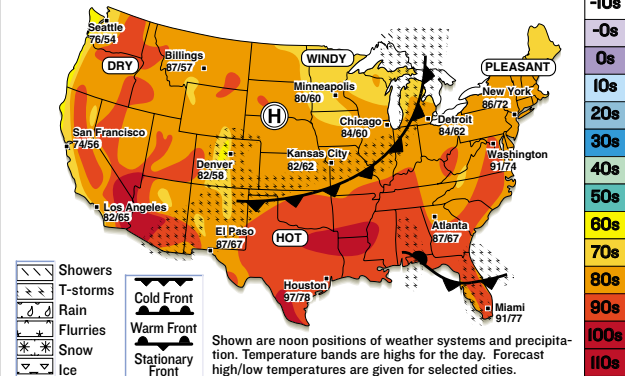 -10s
-0s
0s
10s
20s
30s
40s
50s
60s
70s
80s
90s
100s
110s
Seattle
76/54
DRY
Billings
87/57
WINDY
Minneapolis
80/60
PLEASANT
New York
86/72
H
Chicago
84/60
Detroit
84/62
San Francisco
74/56
Denver
82/58
Kansas City
82/62
Washington
91/74
Los Angeles
82/65
El Paso
87/67
HOT
Atlanta
87/67
Houston
97/78
Miami
91/77
Showers
T-storms
Rain
Flurries
Snow
Ice
Cold Front
Warm Front
Stationary
Front
Shown are noon positions of weather systems and precipita-
tion. Temperature bands are highs for the day. Forecast
high/low temperatures are given for selected cities.